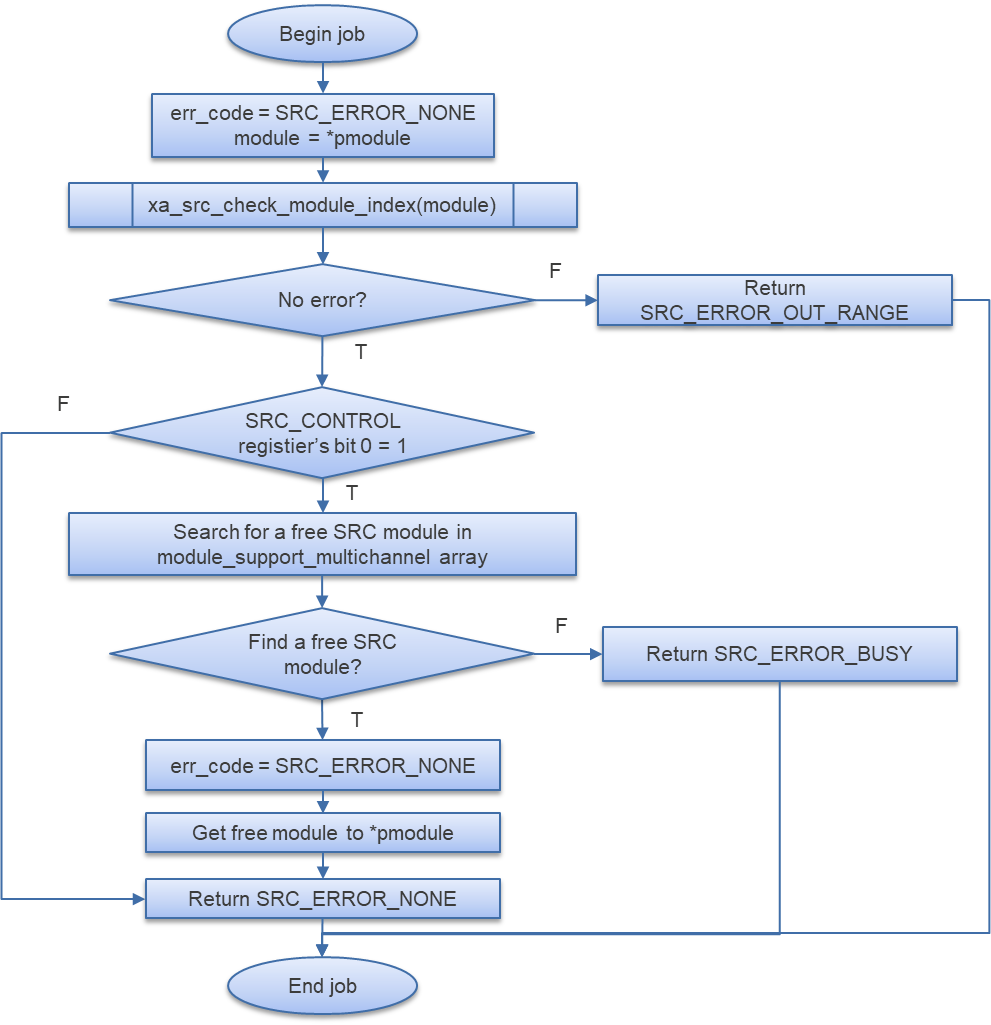 Begin job
err_code = SRC_ERROR_NONE
module = *pmodule
xa_src_check_module_index(module)
No error?
F
Return
SRC_ERROR_OUT_RANGE
T
F
SRC_CONTROL
registier’s bit 0 = 1
T
Search for a free SRC module in
module_support_multichannel array
Find a free SRC
module?
F
Return SRC_ERROR_BUSY
T
err_code = SRC_ERROR_NONE
Get free module to *pmodule
Return SRC_ERROR_NONE
End job